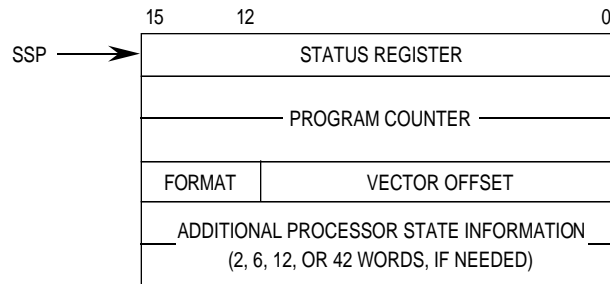 15 12 0
SSP STATUS REGISTER
PROGRAM COUNTER
FORMAT VECTOR OFFSET
ADDITIONAL PROCESSOR STATE INFORMATION
(2, 6, 12, OR 42 WORDS, IF NEEDED)